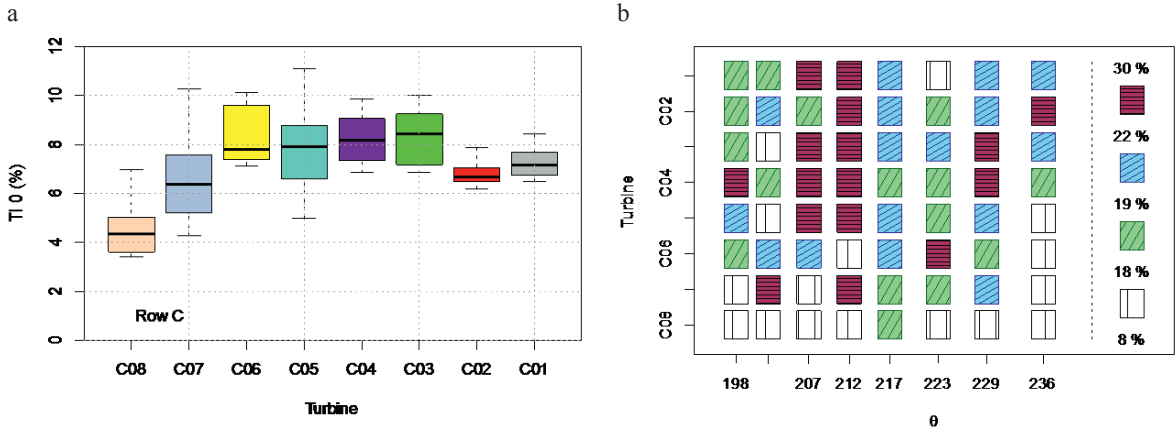 a
TI 0 (%)
12
10
8
6
4
2
0
Row C
C08 C07 C06 C05 C04 C03 C02 C01
Turbine
b
Turbine
C02
C04
C06
C08
198 207 212 217 223 229 236
θ
30 %
22 %
19 %
18 %
8 %